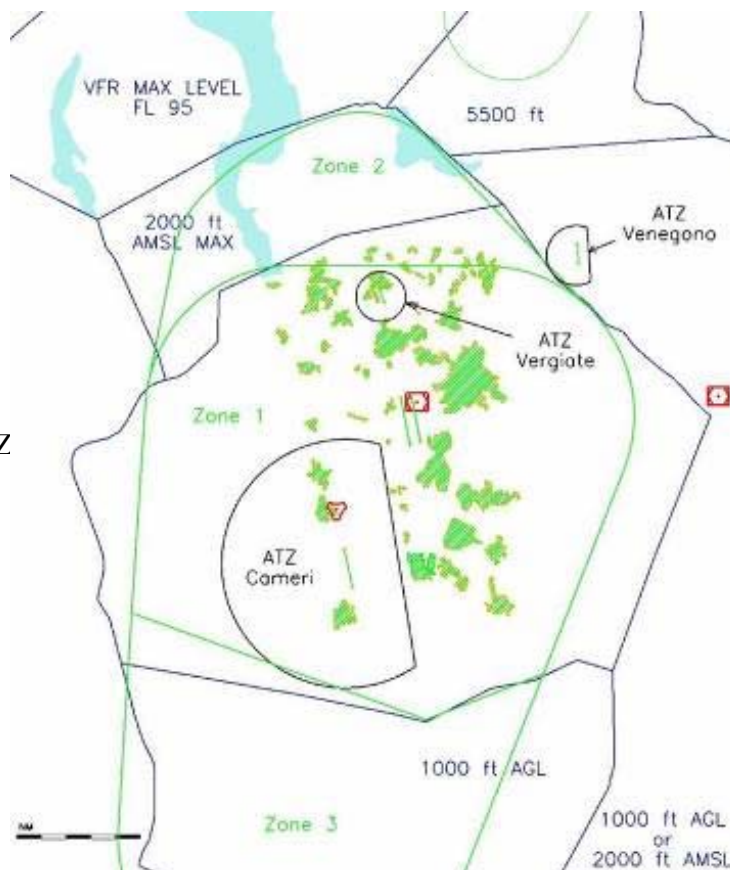 VFR MAX LEVEL
FL 95
5500 ft
Zone 2
2000 ft
AMSL MAX
ATZ
Venegono
ATZ
Vergiate
Zone 1
Z
ATZ
Cameri
1000 ft AGL
Zone 3
NM
1000 ft AGL
or
2000 ft AMSL